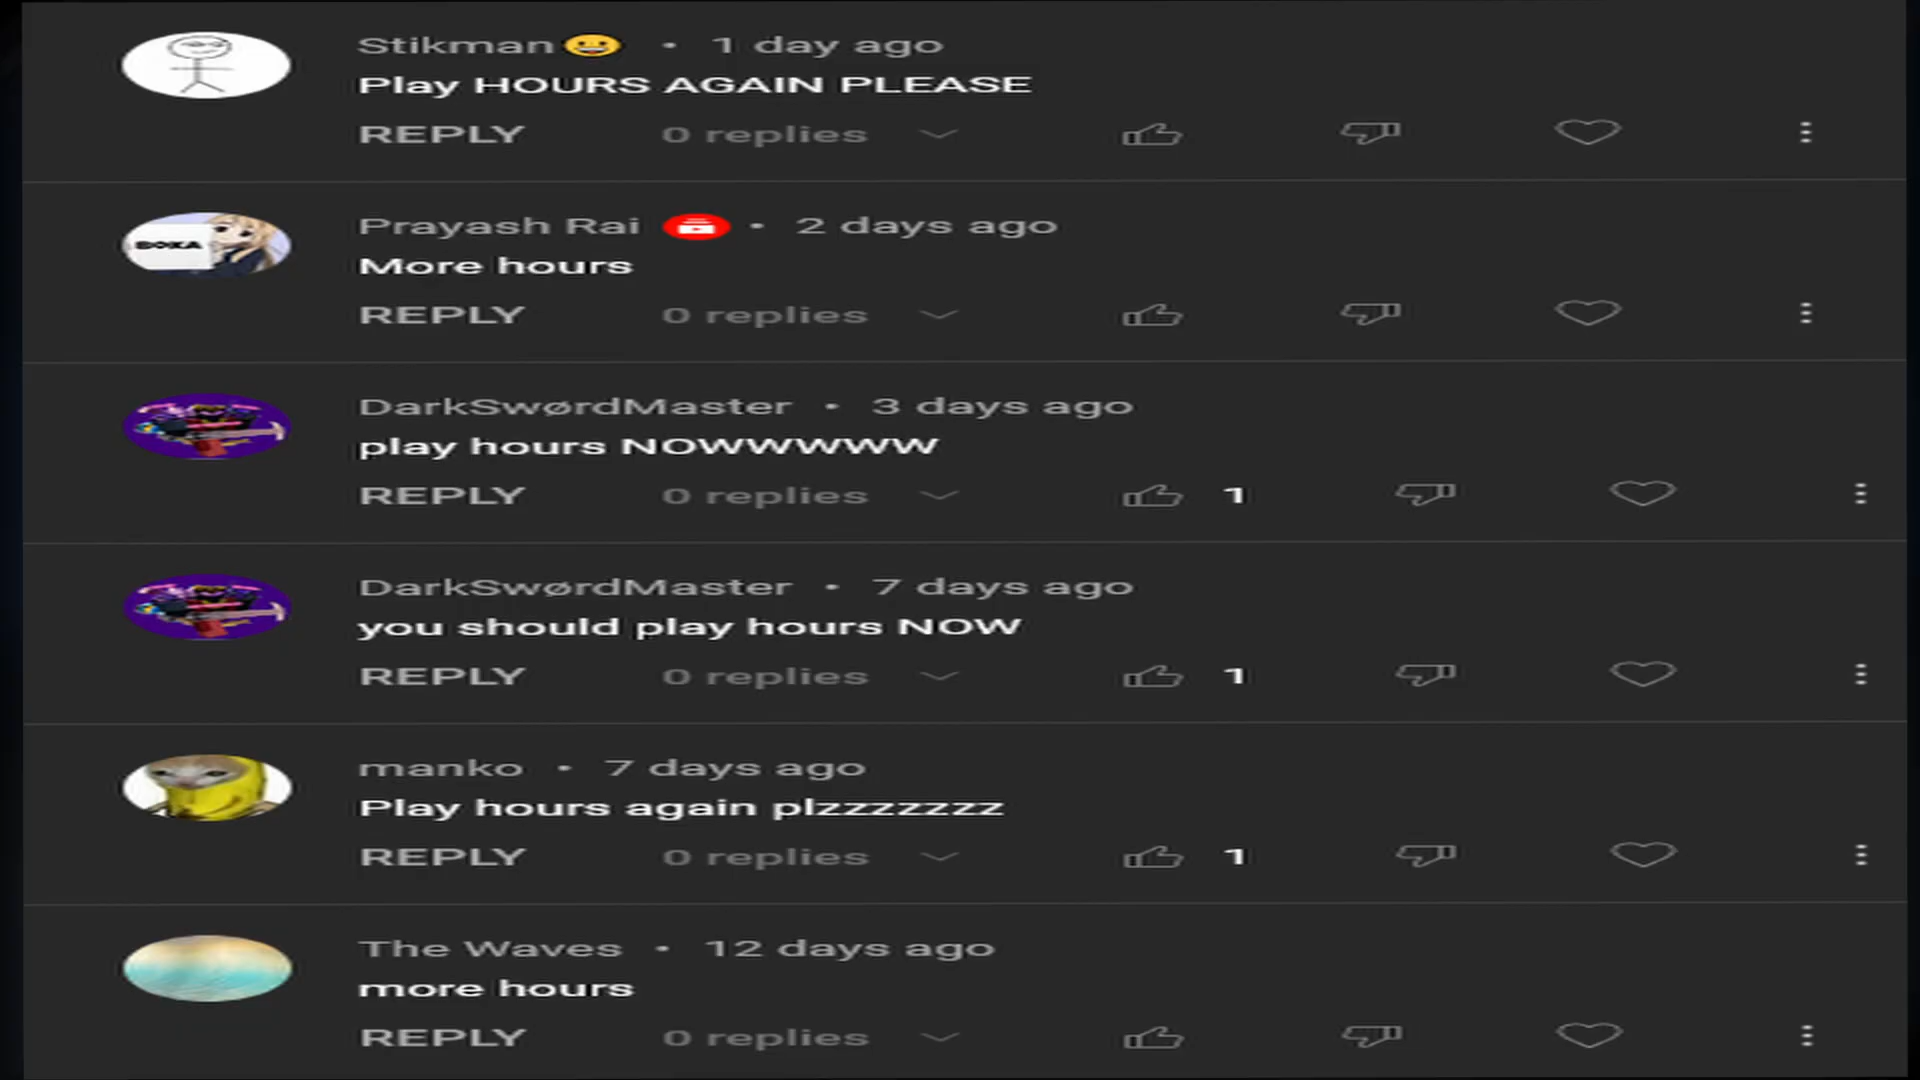 Stikman😀 • 1 day ago
Play HOURS AGAIN PLEASE
REPLY 0 replies
BOKA
Prayash Rai • 2 days ago
More hours
REPLY 0 replies
DarkSwørdMaster • 3 days ago
play hours NOWWWWW
REPLY 0 replies 1
DarkSwørdMaster • 7 days ago
you should play hours NOW
REPLY 0 replies 1
manko • 7 days ago
Play hours again plzzzzzzz
REPLY 0 replies 1
The Waves • 12 days ago
more hours
REPLY 0 replies